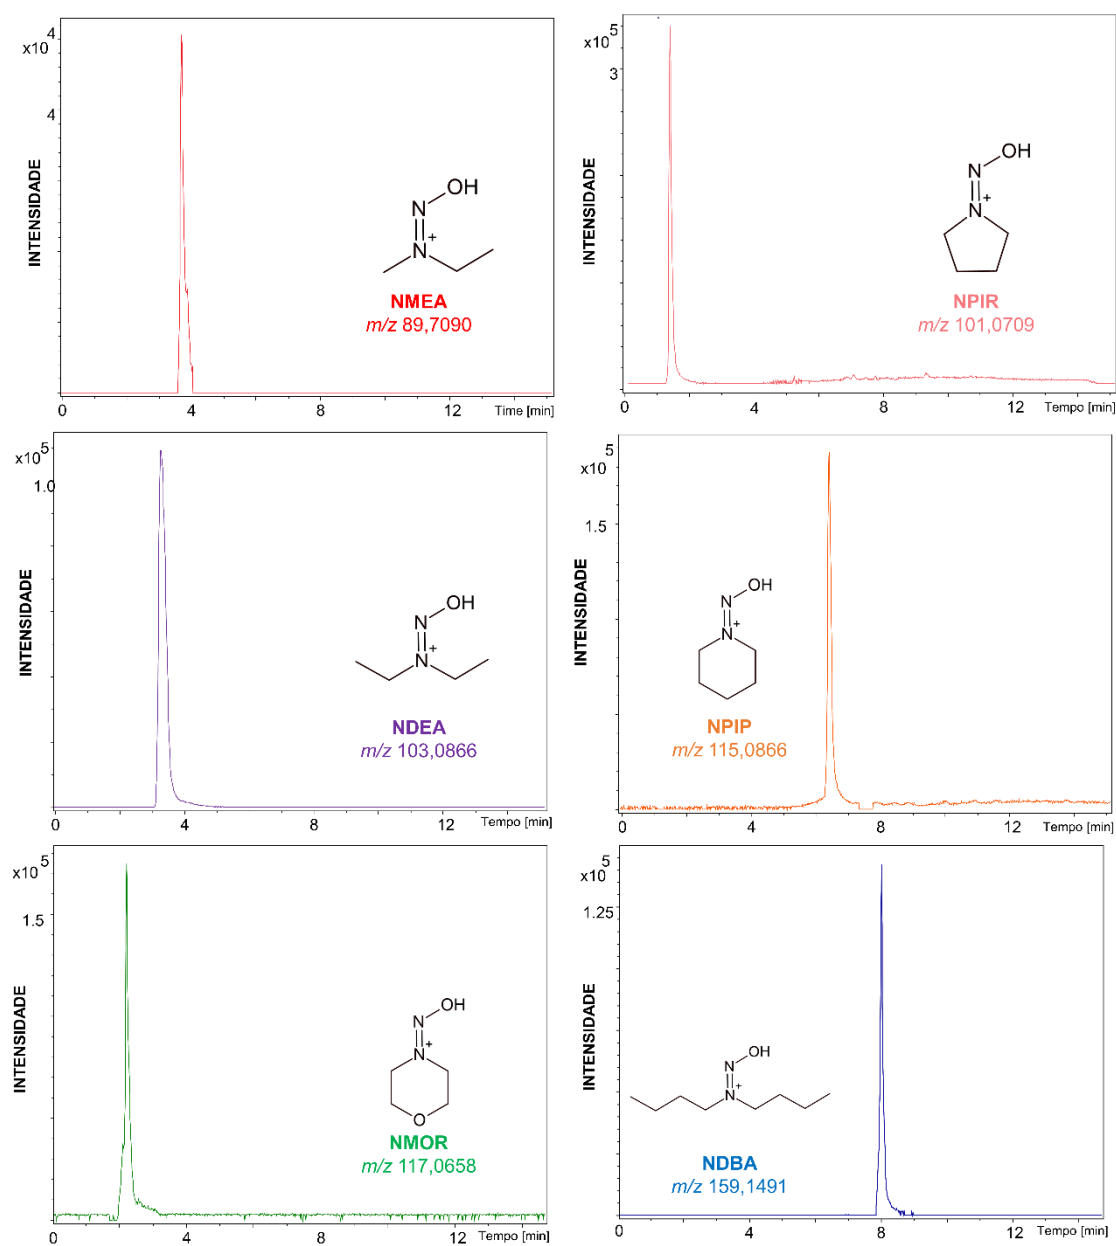 x10 4
4
INTENSIDADE
OH
N
N +
NMEA
m/z 89,7090
0 4 8 12 Time [min]
x10 5
3
INTENSIDADE
OH
N
N +
NPIR
m/z 101,0709
0 4 8 12 Tempo [min]
x10 5
1.0
INTENSIDADE
OH
N
N +
NDEA
m/z 103,0866
0 4 8 12 Tempo [min]
x10 5
1.5
INTENSIDADE
OH
N
N +
NPIP
m/z 115,0866
0 4 8 12 Tempo [min]
x10 5
1.5
INTENSIDADE
OH
N
N +
O
NMOR
m/z 117,0658
0 4 8 12 Tempo [min]
x10 5
1.25
INTENSIDADE
OH
N
N +
NDBA
m/z 159,1491
0 4 8 12 Tempo [min]